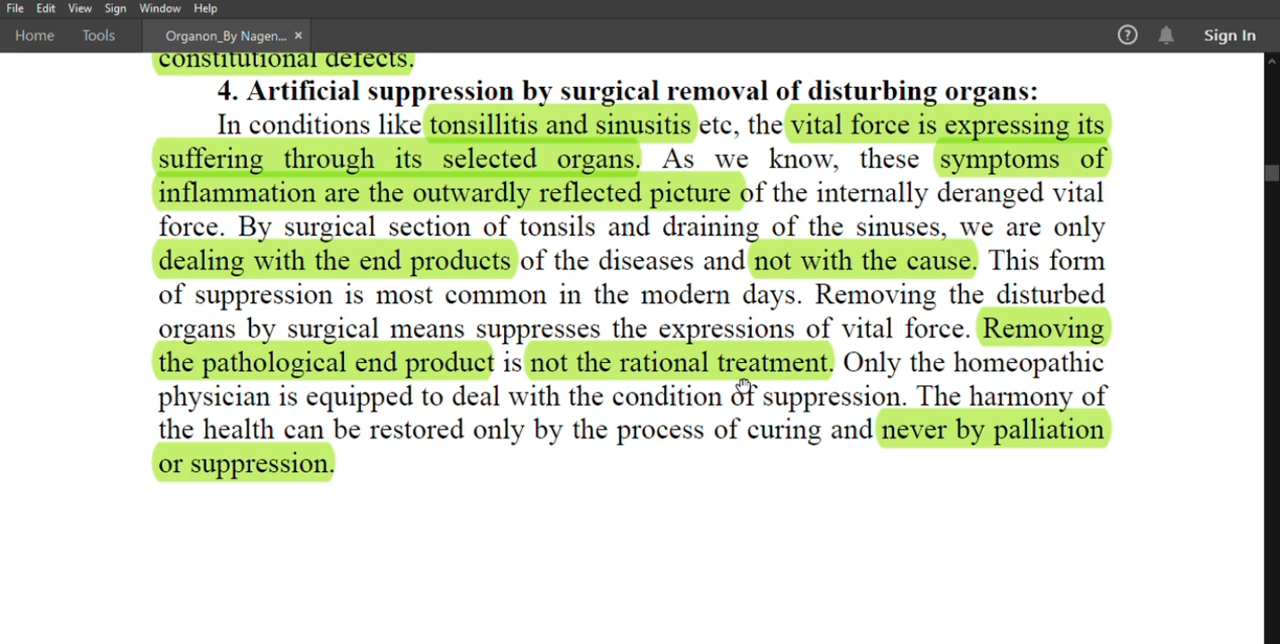 File Edit View Sign Window Help
Home Tools Organon_By Nagen... × ? Sign In
constitutional defects.
4. Artificial suppression by surgical removal of disturbing organs:
In conditions like tonsillitis and sinusitis etc, the vital force is expressing its
suffering through its selected organs. As we know, these symptoms of
inflammation are the outwardly reflected picture of the internally deranged vital
force. By surgical section of tonsils and draining of the sinuses, we are only
dealing with the end products of the diseases and not with the cause. This form
of suppression is most common in the modern days. Removing the disturbed
organs by surgical means suppresses the expressions of vital force. Removing
the pathological end product is not the rational treatment. Only the homeopathic
physician is equipped to deal with the condition of suppression. The harmony of
the health can be restored only by the process of curing and never by palliation
or suppression.